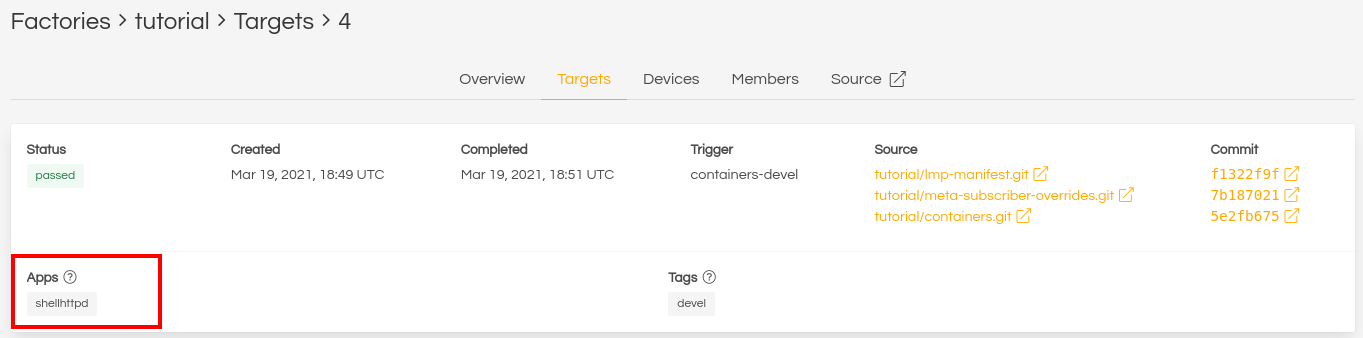 Factories > tutorial > Targets > 4
Overview Targets Devices Members Source
Status Created Completed Trigger Source Commit
passed Mar 19, 2021, 18:49 UTC Mar 19, 2021, 18:51 UTC containers-devel tutorial/lmp-manifest.git f1322f9f
tutorial/meta-subscriber-overrides.git 7b187021
tutorial/containers.git 5e2fb675
Apps ? Tags ?
shellhttpd devel